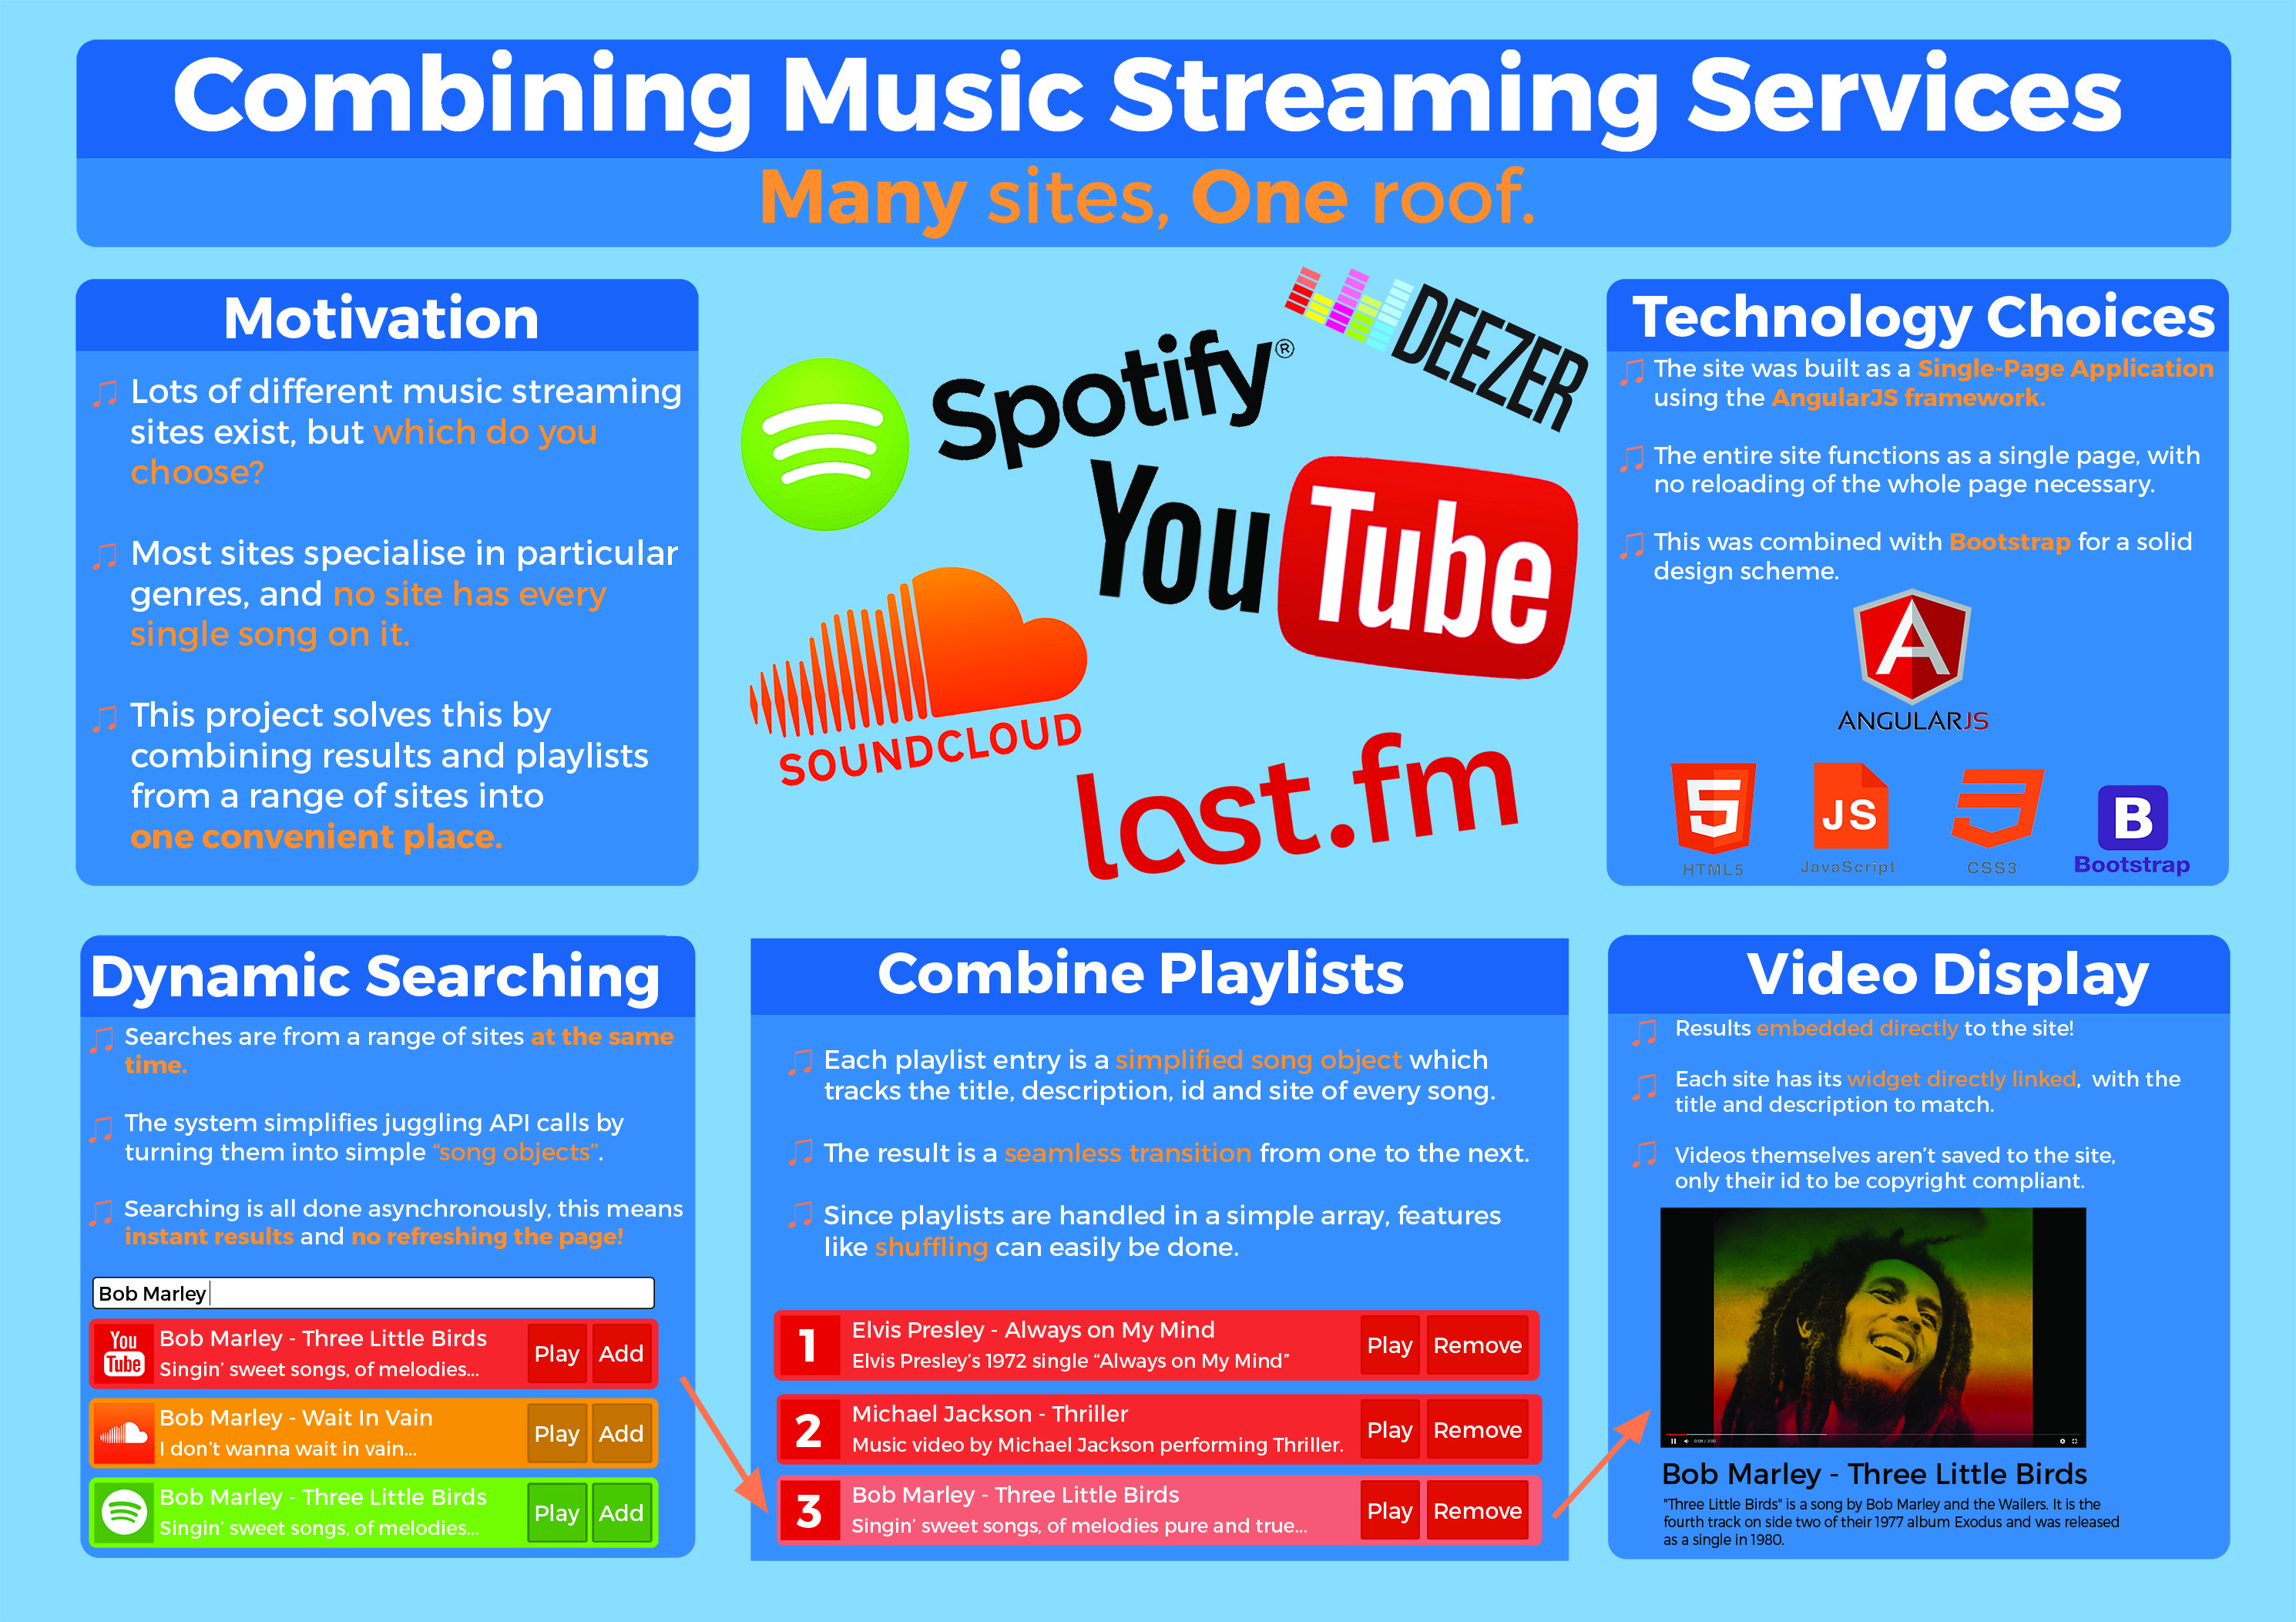 Combining Music Streaming Services
Many sites, One roof.
Motivation
Lots of different music streaming
sites exist, but which do you
choose?
Most sites specialise in particular
genres, and no site has every
single song on it.
This project solves this by
combining results and playlists
from a range of sites into
one convenient place.
Spotify®
DEEZER
YouTube
SOUNDCLOUD
last.fm
Technology Choices
The site was built as a Single-Page Application
using the AngularJS framework.
The entire site functions as a single page, with
no reloading of the whole page necessary.
This was combined with Bootstrap for a solid
design scheme.
A
ANGULARJS
5
HTML5
JS
JavaScript
3
CSS3
B
Bootstrap
Dynamic Searching
Searches are from a range of sites at the same
time.
The system simplifies juggling API calls by
turning them into simple “song objects”.
Searching is all done asynchronously, this means
instant results and no refreshing the page!
Bob Marley
You
Tube
Bob Marley - Three Little Birds
Singin’ sweet songs, of melodies...
Play
Add
Bob Marley - Wait In Vain
I don’t wanna wait in vain...
Play
Add
Bob Marley - Three Little Birds
Singin’ sweet songs, of melodies...
Play
Add
Combine Playlists
Each playlist entry is a simplified song object which
tracks the title, description, id and site of every song.
The result is a seamless transition from one to the next.
Since playlists are handled in a simple array, features
like shuffling can easily be done.
1
Elvis Presley - Always on My Mind
Elvis Presley’s 1972 single “Always on My Mind”
Play
Remove
2
Michael Jackson - Thriller
Music video by Michael Jackson performing Thriller.
Play
Remove
3
Bob Marley - Three Little Birds
Singin’ sweet songs, of melodies pure and true...
Play
Remove
Video Display
Results embedded directly to the site!
Each site has its widget directly linked,  with the
title and description to match.
Videos themselves aren’t saved to the site,
only their id to be copyright compliant.
0:08 / 3:00
Bob Marley - Three Little Birds
"Three Little Birds" is a song by Bob Marley and the Wailers. It is the
fourth track on side two of their 1977 album Exodus and was released
as a single in 1980.